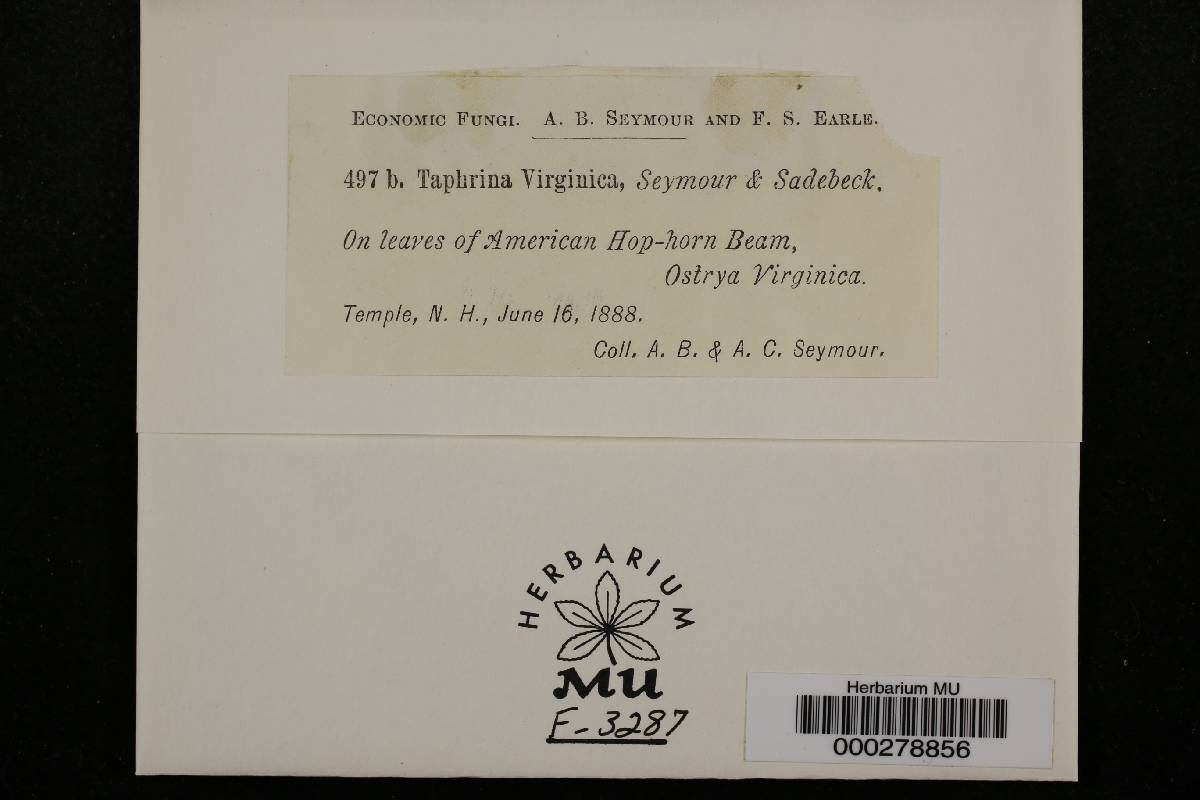 Economic Fungi. A. B. Seymour and F. S. Earle.
497 b. Taphrina Virginica, Seymour & Sadebeck.
On leaves of American Hop-horn Beam,
Ostrya Virginica.
Temple, N. H., June 16, 1888.
Coll. A. B. & A. C. Seymour.
HERBARIUM
MU
F-3287
Herbarium MU
000278856